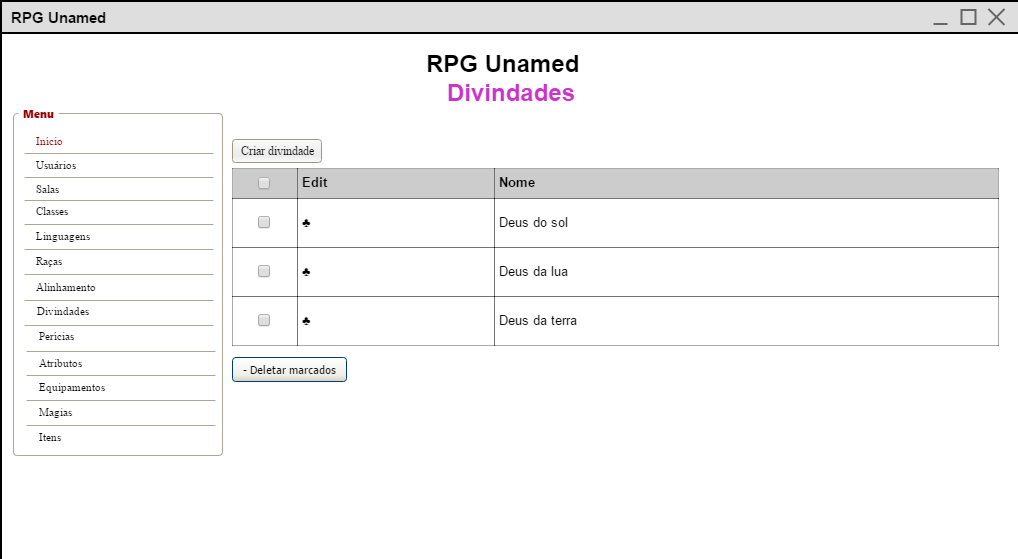 RPG Unamed
RPG Unamed
Divindades
Menu
Inicio
Usuários
Salas
Classes
Linguagens
Raças
Alinhamento
Divindades
Pericias
Atributos
Equipamentos
Magias
Itens
Criar divindade
Edit Nome
♣ Deus do sol
♣ Deus da lua
♣ Deus da terra
- Deletar marcados